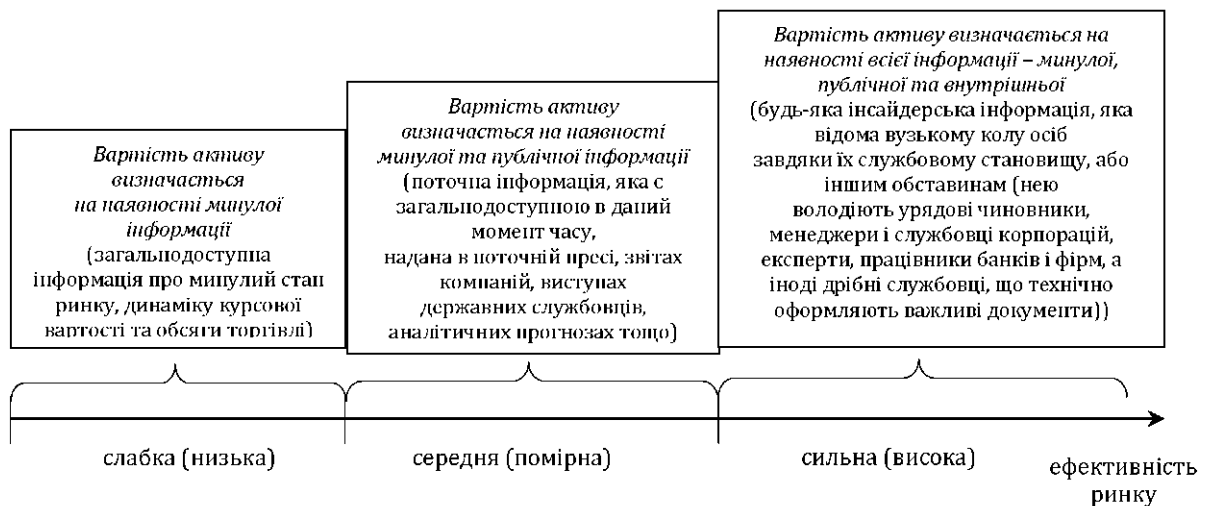 Вартість активу
визначається
на наявності минулої
інформації
(загальнодоступна
інформація про минулий стан
ринку, динаміку курсової
вартості та обсяги торгівлі)
Вартість активу
визначається на наявності
минулої та публічної інформації
(поточна інформація, яка є
загальнодоступною в даний
момент часу,
надана в поточній пресі, звітах
компаній, виступах
державних службовців,
аналітичних прогнозах тощо)
Вартість активу визначається на
наявності всієї інформації – минулої,
публічної та внутрішньої
(будь-яка інсайдерська інформація, яка
відома вузькому колу осіб
завдяки їх службовому становищу, або
іншим обставинам (нею
володіють урядові чиновники,
менеджери і службовці корпорацій,
експерти, працівники банків і фірм, а
іноді дрібні службовці, що технічно
оформляють важливі документи))
слабка (низька)
середня (помірна)
сильна (висока)
ефективність
ринку